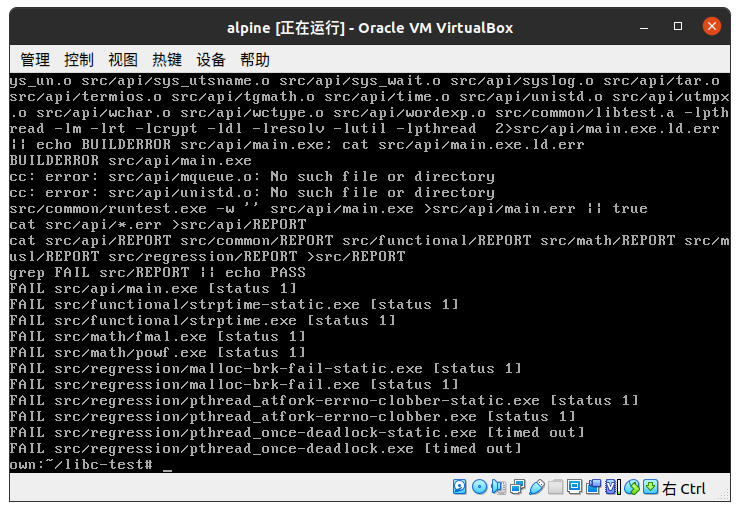 alpine [正在运行] - Oracle VM VirtualBox
管理 控制 视图 热键 设备 帮助
ys_un.o src/api/sys_utsname.o src/api/sys_wait.o src/api/syslog.o src/api/tar.o
src/api/termios.o src/api/tgmath.o src/api/time.o src/api/unistd.o src/api/utmpx
.o src/api/wchar.o src/api/wctype.o src/api/wordexp.o src/common/libtest.a -lpth
read -lm -lrt -lcrypt -ldl -lresolv -lutil -lpthread  2>src/api/main.exe.ld.err
|| echo BUILDERROR src/api/main.exe; cat src/api/main.exe.ld.err
BUILDERROR src/api/main.exe
cc: error: src/api/mqueue.o: No such file or directory
cc: error: src/api/unistd.o: No such file or directory
src/common/runtest.exe -w '' src/api/main.exe >src/api/main.err || true
cat src/api/*.err >src/api/REPORT
cat src/api/REPORT src/common/REPORT src/functional/REPORT src/math/REPORT src/m
usl/REPORT src/regression/REPORT >src/REPORT
grep FAIL src/REPORT || echo PASS
FAIL src/api/main.exe [status 1]
FAIL src/functional/strptime-static.exe [status 1]
FAIL src/functional/strptime.exe [status 1]
FAIL src/math/fmal.exe [status 1]
FAIL src/math/powf.exe [status 1]
FAIL src/regression/malloc-brk-fail-static.exe [status 1]
FAIL src/regression/malloc-brk-fail.exe [status 1]
FAIL src/regression/pthread_atfork-errno-clobber-static.exe [status 1]
FAIL src/regression/pthread_atfork-errno-clobber.exe [status 1]
FAIL src/regression/pthread_once-deadlock-static.exe [timed out]
FAIL src/regression/pthread_once-deadlock.exe [timed out]
own:~/libc-test# _
右 Ctrl